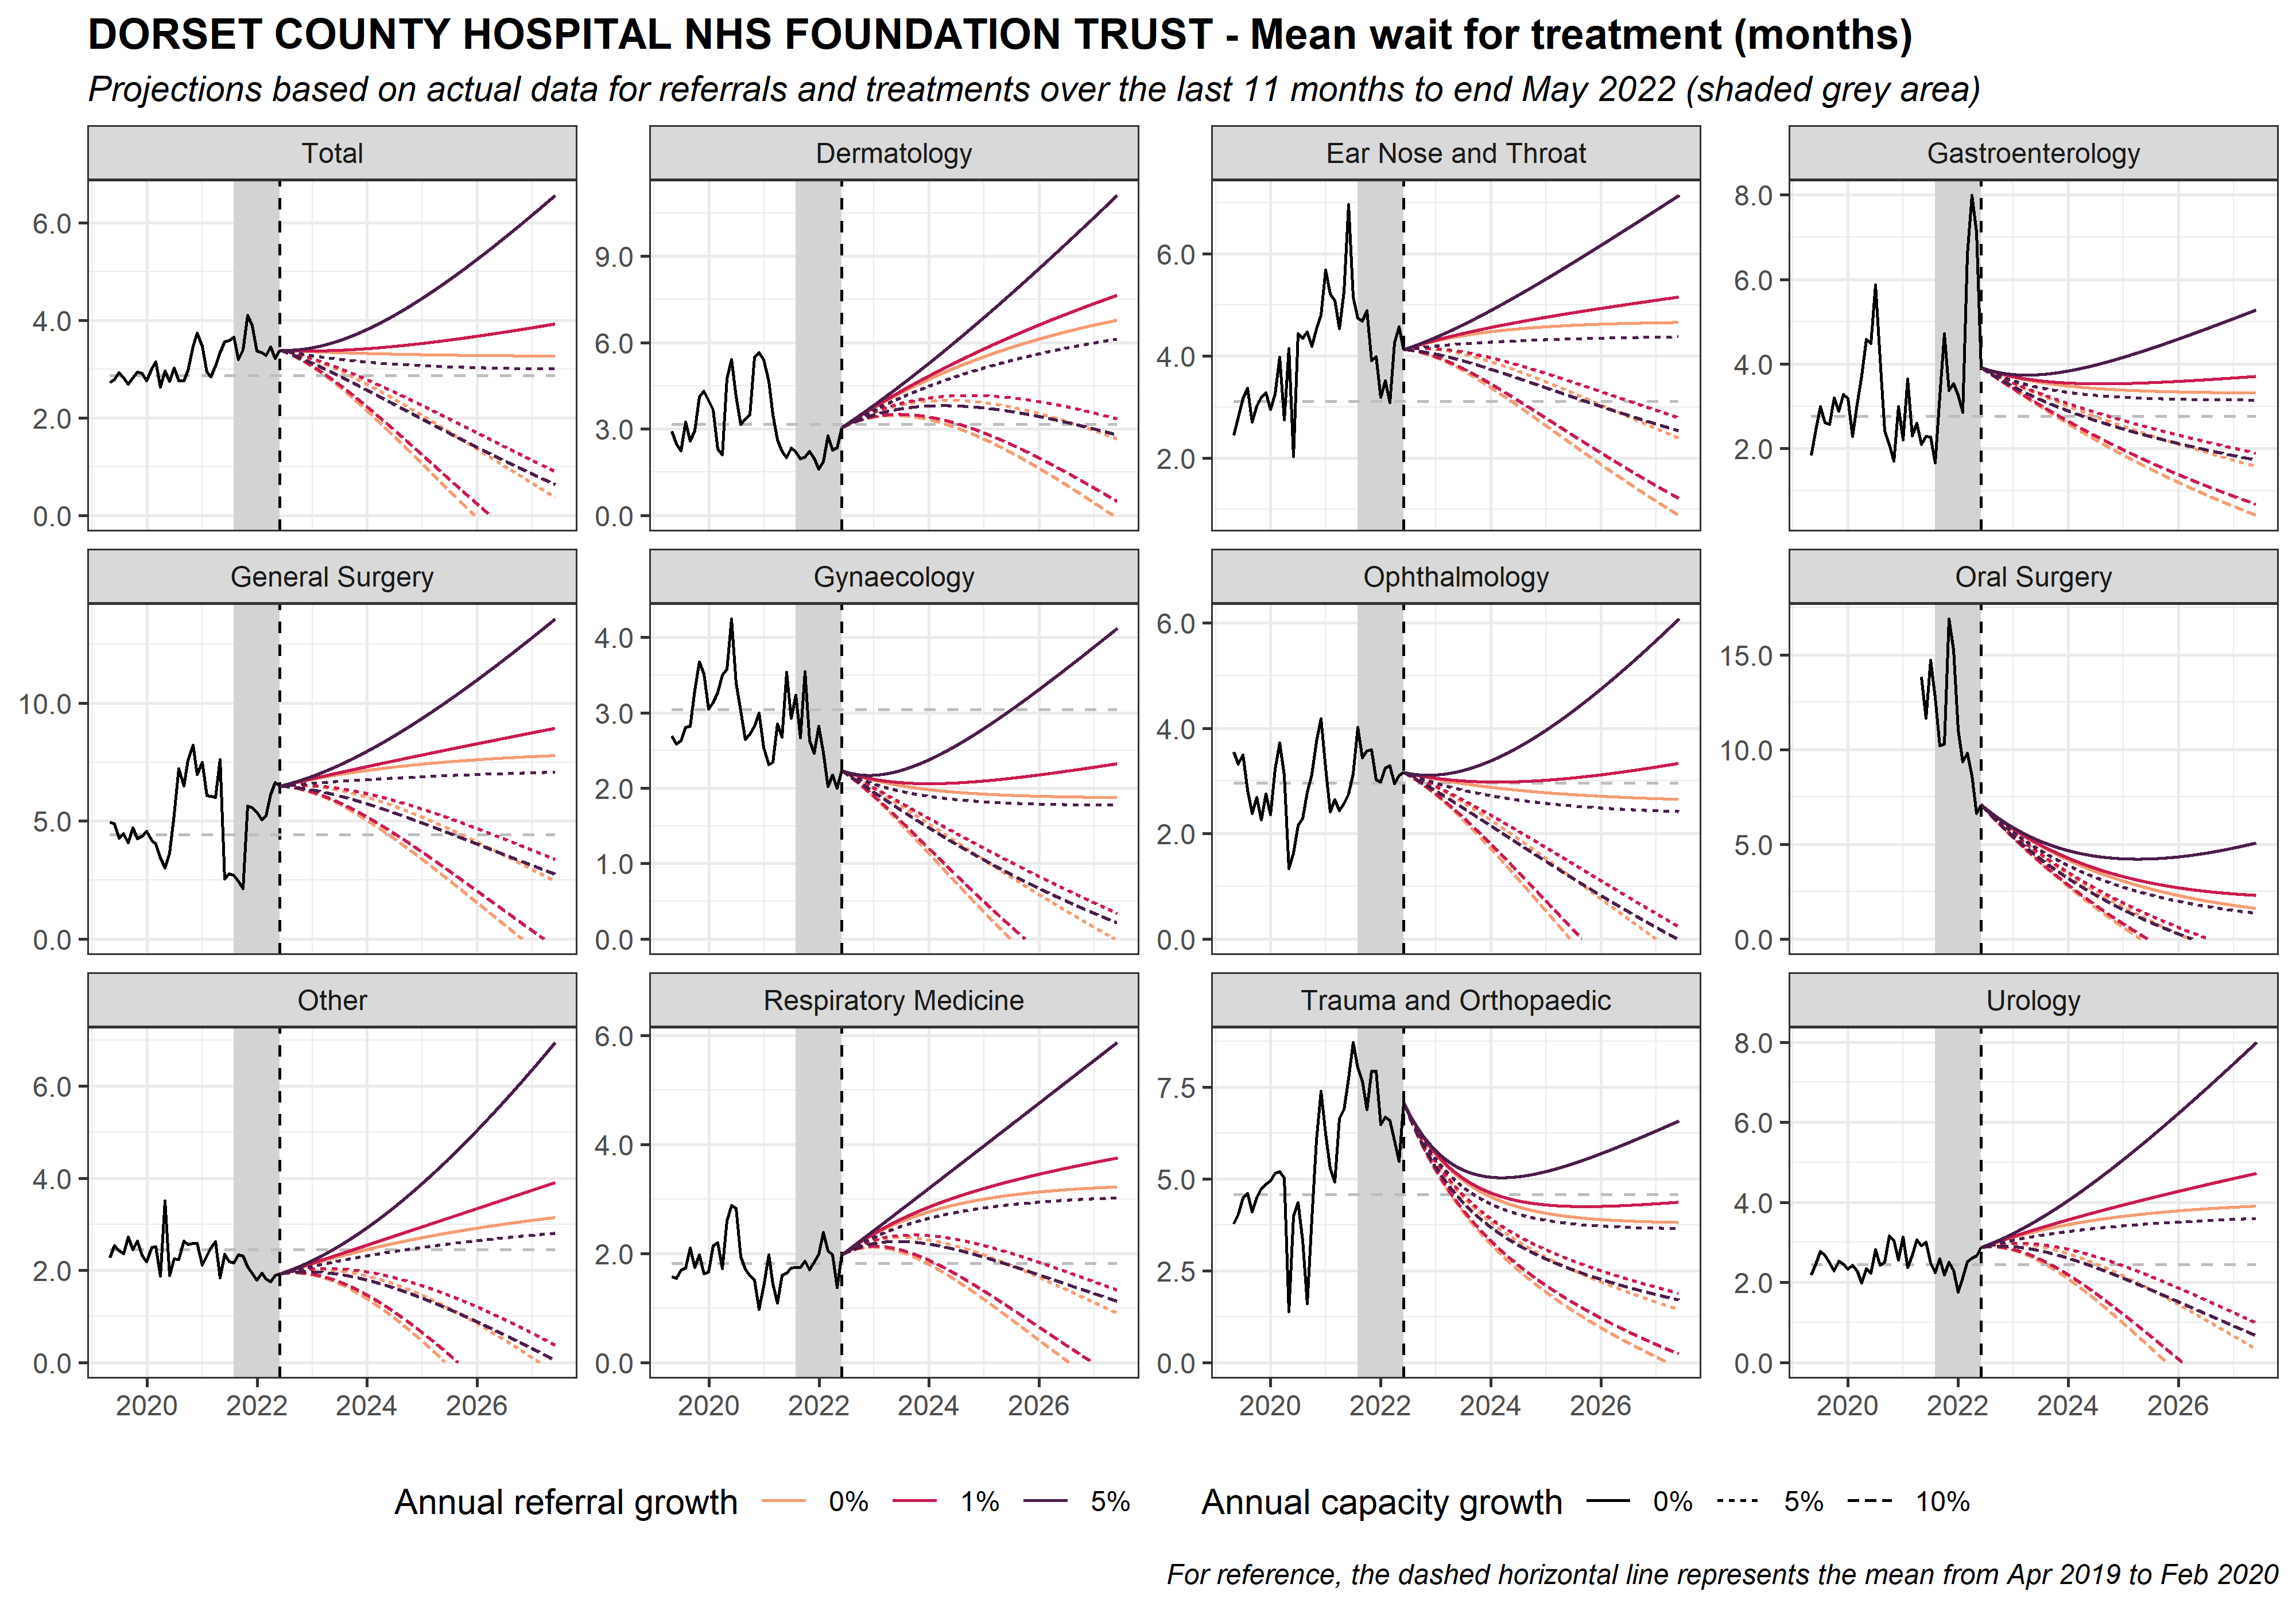 DORSET COUNTY HOSPITAL NHS FOUNDATION TRUST - Mean wait for treatment (months)
Projections based on actual data for referrals and treatments over the last 11 months to end May 2022 (shaded grey area)
Total Dermatology Ear Nose and Throat Gastroenterology
6.0 4.0 2.0 0.0
9.0 6.0 3.0 0.0
6.0 4.0 2.0
8.0 6.0 4.0 2.0
General Surgery Gynaecology Ophthalmology Oral Surgery
10.0 5.0 0.0
4.0 3.0 2.0 1.0 0.0
6.0 4.0 2.0 0.0
15.0 10.0 5.0 0.0
Other Respiratory Medicine Trauma and Orthopaedic Urology
6.0 4.0 2.0 0.0
6.0 4.0 2.0 0.0
7.5 5.0 2.5 0.0
8.0 6.0 4.0 2.0 0.0
2020 2022 2024 2026 2020 2022 2024 2026 2020 2022 2024 2026 2020 2022 2024 2026
Annual referral growth 0% 1% 5% Annual capacity growth 0% 5% 10%
For reference, the dashed horizontal line represents the mean from Apr 2019 to Feb 2020